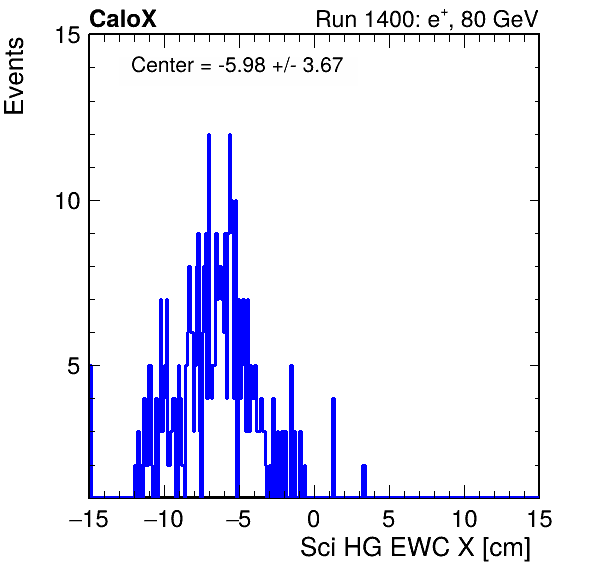 CaloX Run 1400: e⁺, 80 GeV
Center = -5.98 +/- 3.67
Events
15
10
5
−15 −10 −5 0 5 10 15
Sci HG EWC X [cm]